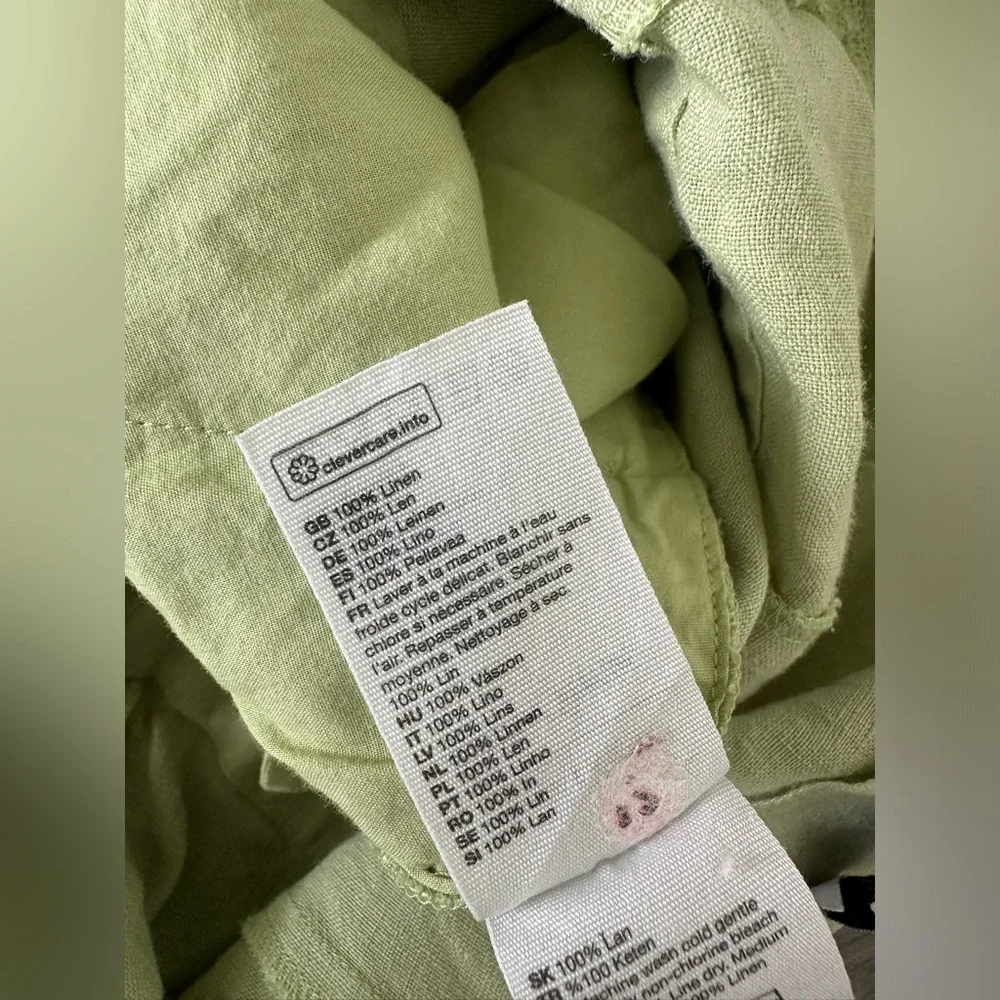 clevercare.info
GB 100% Linen
CZ 100% Len
DE 100% Leinen
ES 100% Lino
FI 100% Pellavaa
FR Laver à la machine à l'eau
froide cycle délicat. Blanchir sans
chlore si nécessaire. Sécher à
l'air. Repasser à température
moyenne. Nettoyage à sec
100% Lin
HU 100% Vászon
IT 100% Lino
LV 100% Lins
NL 100% Linnen
PL 100% Len
PT 100% Linho
RO 100% In
SE 100% Lin
SI 100% Lan
SK 100% Lan
%100 Keten
wash cold gentle
non-chlorine bleach
Line dry. Medium
Linen